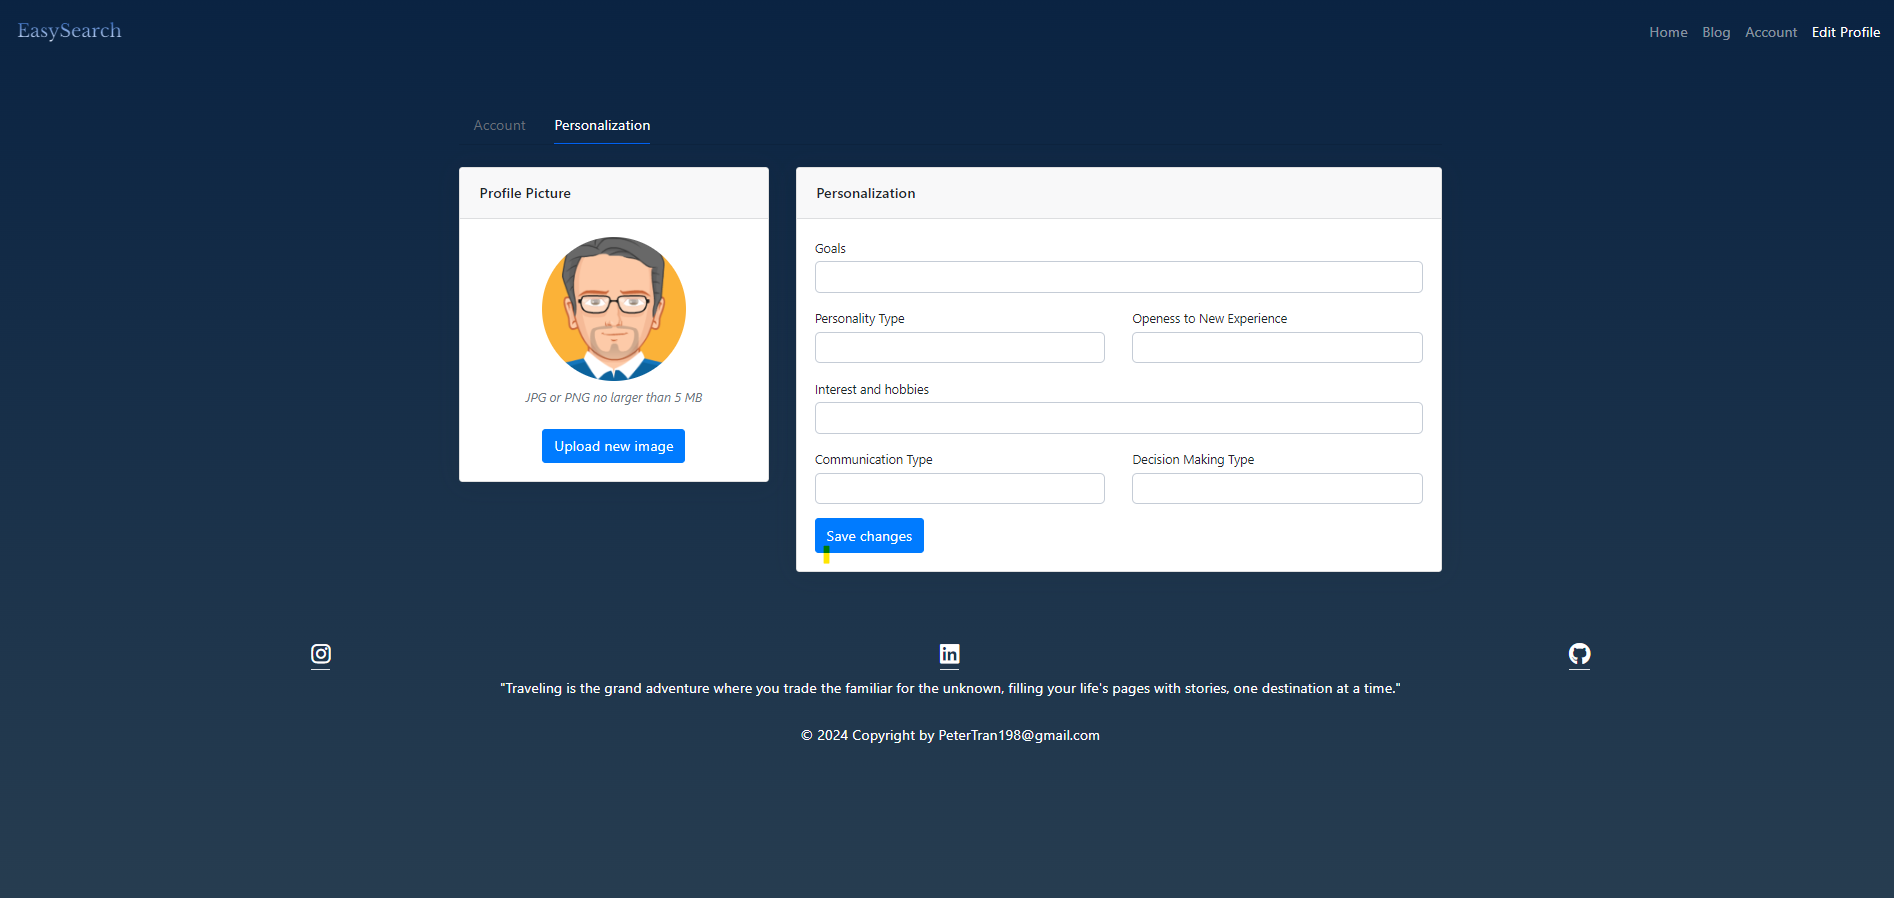 EasySearch
Home Blog Account Edit Profile
Account Personalization
Profile Picture
JPG or PNG no larger than 5 MB
Upload new image
Personalization
Goals
Personality Type Openess to New Experience
Interest and hobbies
Communication Type Decision Making Type
Save changes
"Traveling is the grand adventure where you trade the familiar for the unknown, filling your life's pages with stories, one destination at a time."
© 2024 Copyright by PeterTran198@gmail.com